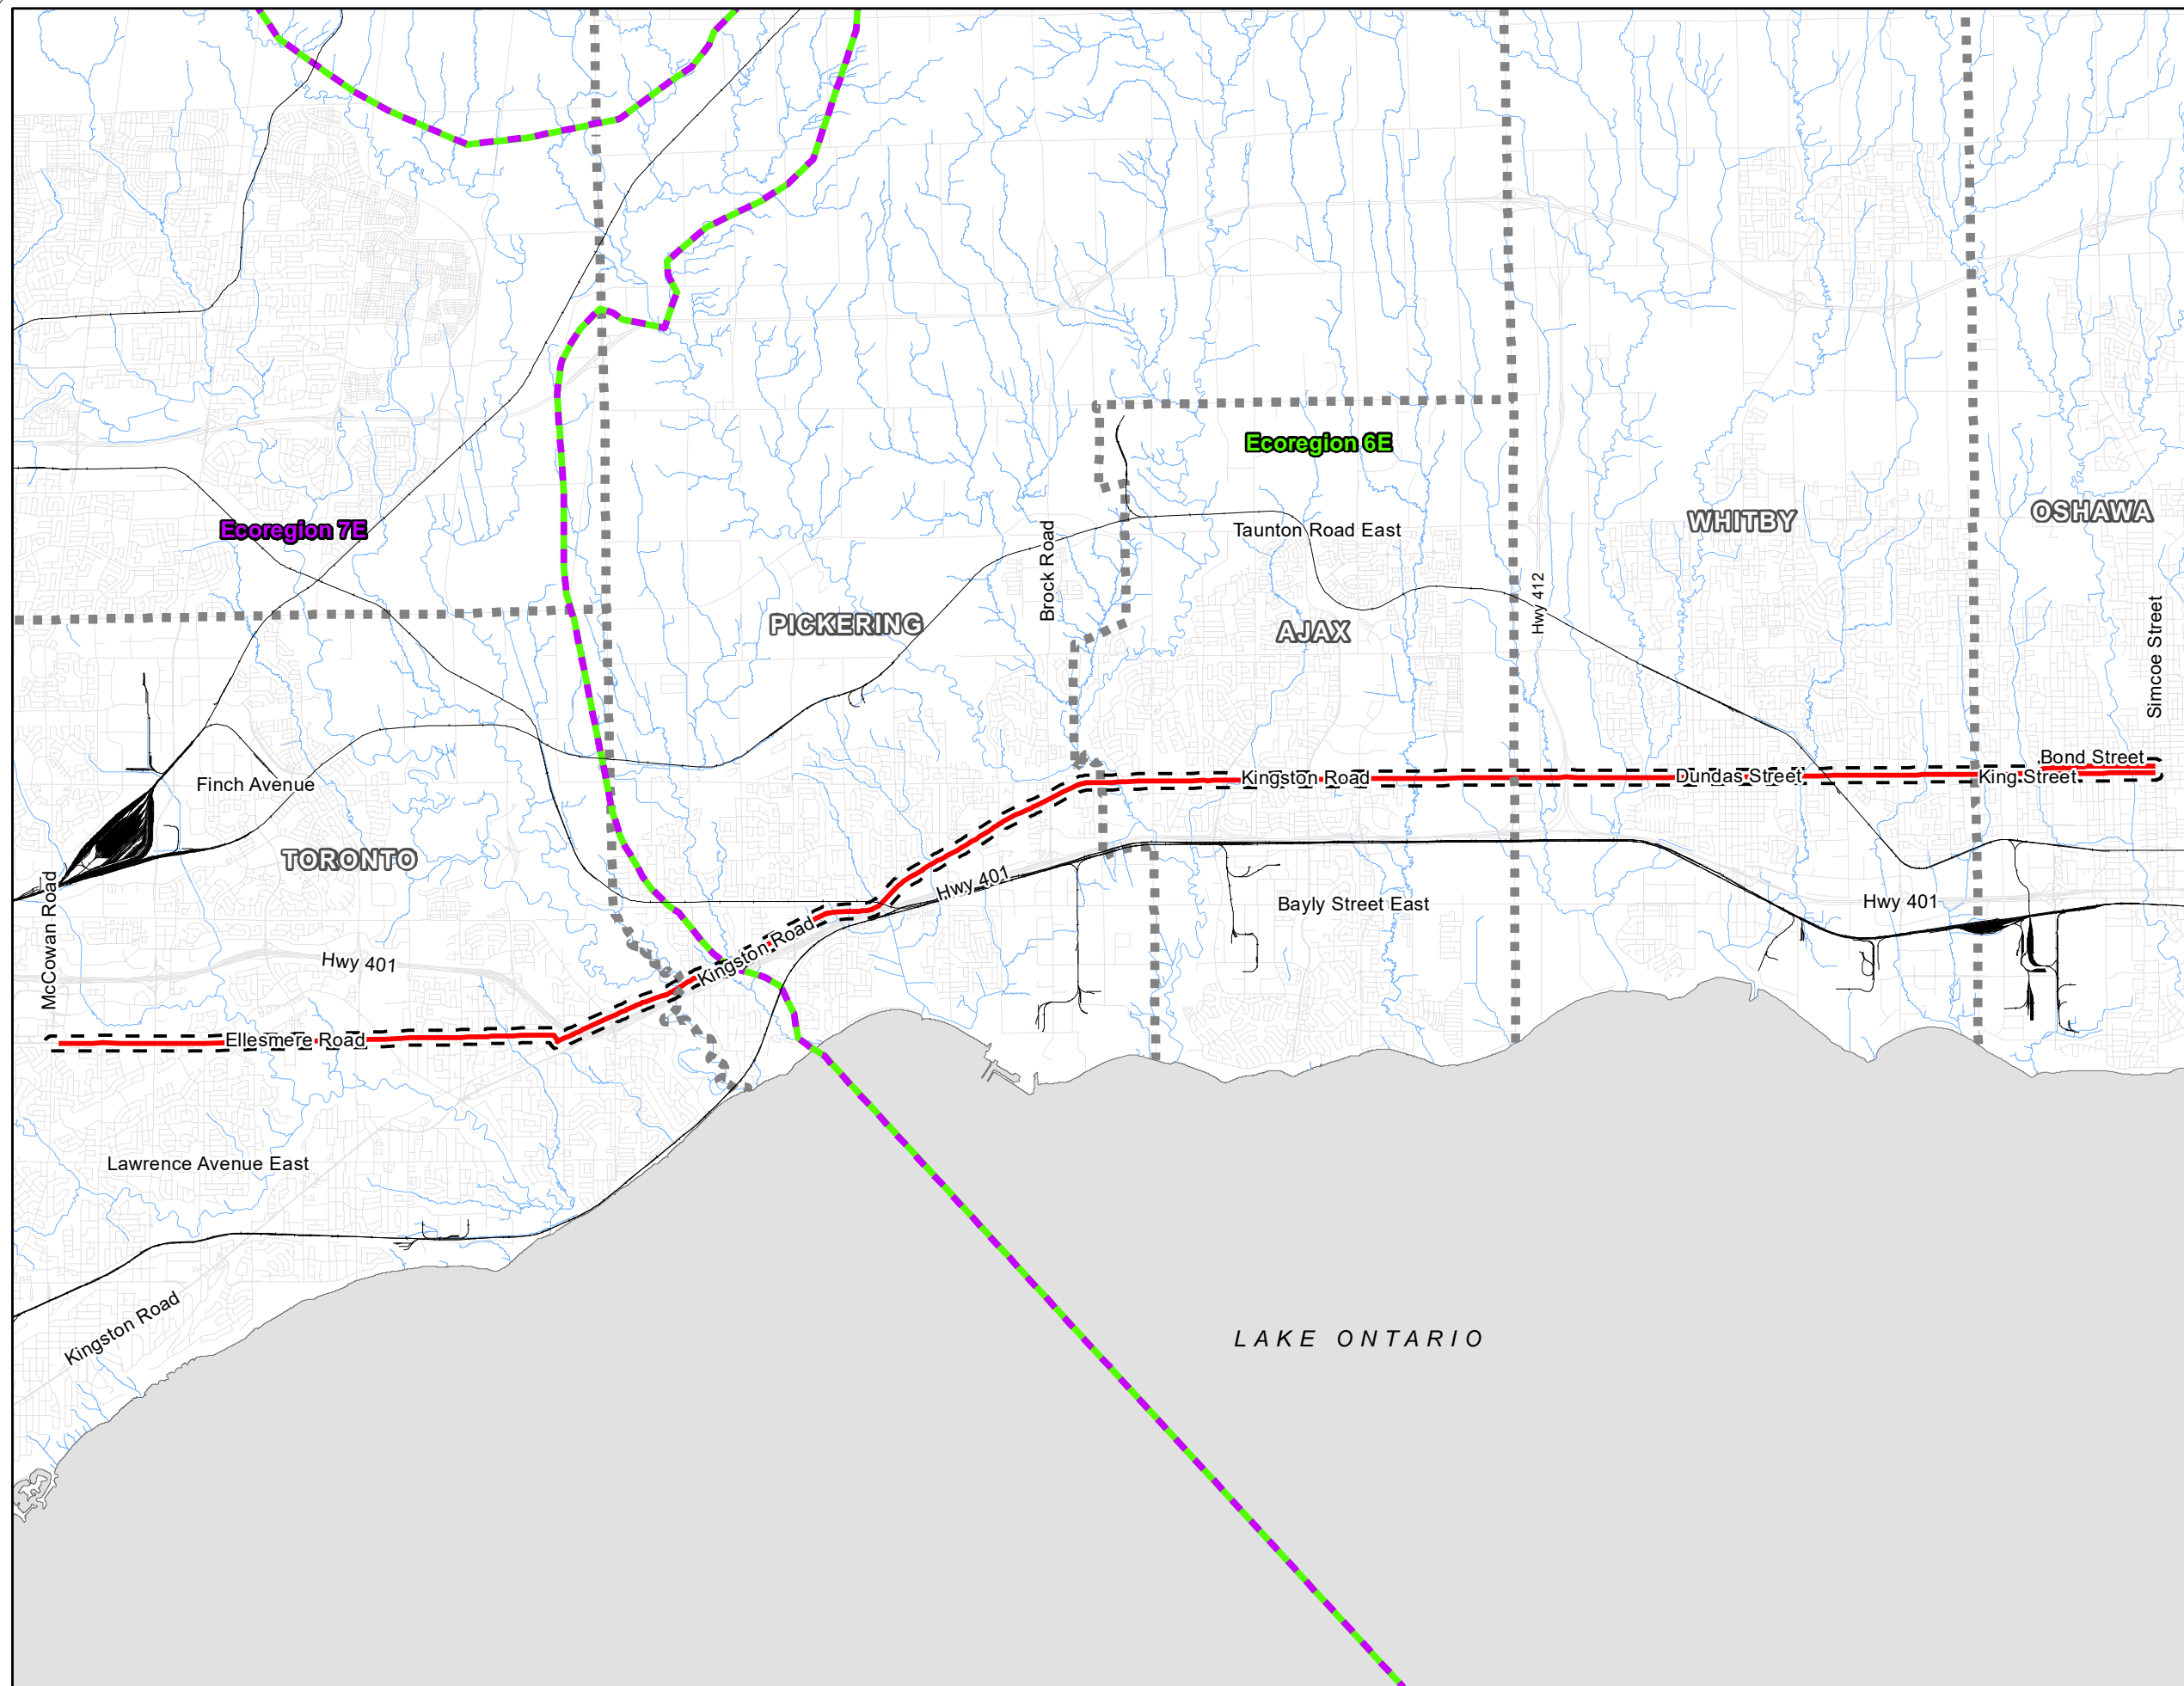 Ecoregion 6E
Ecoregion 7E
Taunton Road East
WHITBY
OSHAWA
Brock Road
PICKERING
AJAX
Hwy 412
Simcoe Street
Finch Avenue
Bond Street
Kingston Road
Dundas Street
King Street
TORONTO
McCowan Road
Hwy 401
Bayly Street East
Hwy 401
Kingston Road
Hwy 401
Ellesmere Road
Lawrence Avenue East
Kingston Road
LAKE ONTARIO